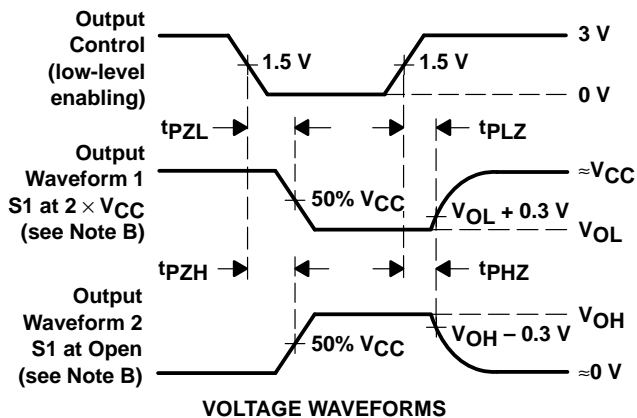 Output
Control
(low-level
enabling)
1.5 V
1.5 V
3 V
0 V
tPZL
tPLZ
Output
Waveform 1
S1 at 2 × VCC
(see Note B)
50% VCC
VOL + 0.3 V
≈VCC
VOL
tPZH
tPHZ
Output
Waveform 2
S1 at Open
(see Note B)
50% VCC
VOH − 0.3 V
VOH
≈0 V
VOLTAGE WAVEFORMS